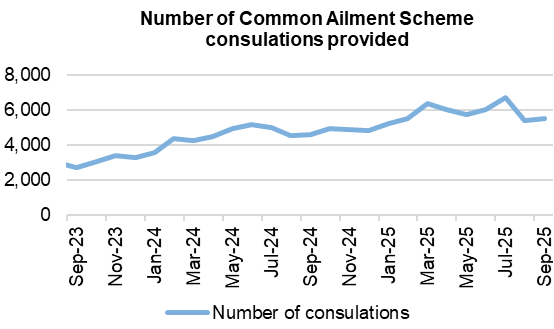 Number of Common Ailment Scheme
consulations provided
8,000
6,000
4,000
2,000
0
Sep-23
Nov-23
Jan-24
Mar-24
May-24
Jul-24
Sep-24
Nov-24
Jan-25
Mar-25
May-25
Jul-25
Sep-25
Number of consulations